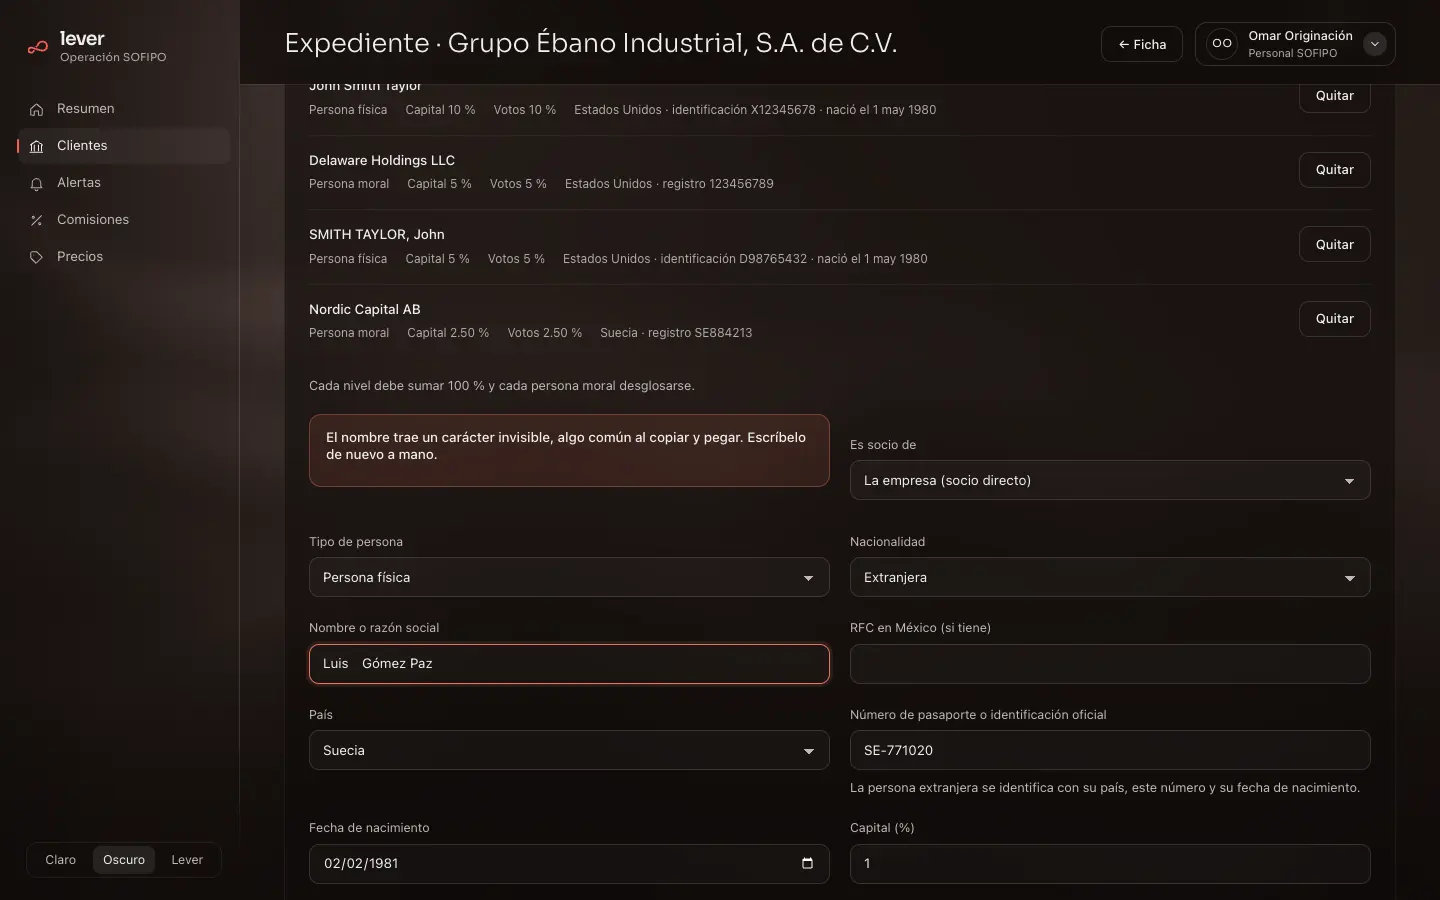 lever
Operación SOFIPO
Expediente · Grupo Ébano Industrial, S.A. de C.V.
← Ficha
OO
Omar Originación
Personal SOFIPO
Resumen
Clientes
Alertas
Comisiones
Precios
John Smith Taylor
Persona física Capital 10 % Votos 10 % Estados Unidos · identificación X12345678 · nació el 1 may 1980
Quitar
Delaware Holdings LLC
Persona moral Capital 5 % Votos 5 % Estados Unidos · registro 123456789
Quitar
SMITH TAYLOR, John
Persona física Capital 5 % Votos 5 % Estados Unidos · identificación D98765432 · nació el 1 may 1980
Quitar
Nordic Capital AB
Persona moral Capital 2.50 % Votos 2.50 % Suecia · registro SE884213
Quitar
Cada nivel debe sumar 100 % y cada persona moral desglosarse.
El nombre trae un carácter invisible, algo común al copiar y pegar. Escríbelo
de nuevo a mano.
Es socio de
La empresa (socio directo)
Tipo de persona
Persona física
Nacionalidad
Extranjera
Nombre o razón social
Luis Gómez Paz
RFC en México (si tiene)
País
Suecia
Número de pasaporte o identificación oficial
SE-771020
La persona extranjera se identifica con su país, este número y su fecha de nacimiento.
Fecha de nacimiento
02/02/1981
Capital (%)
1
Claro Oscuro Lever